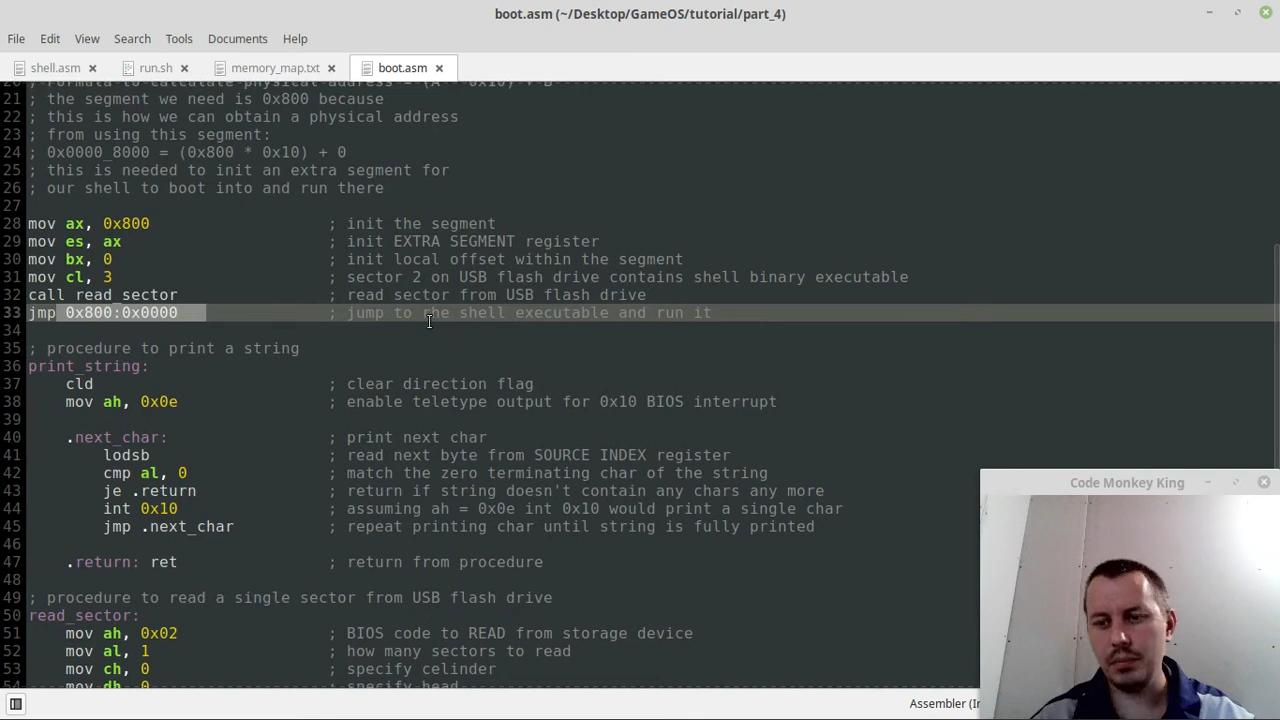 boot.asm (~/Desktop/GameOS/tutorial/part_4)
File Edit View Search Tools Documents Help
shell.asm run.sh memory_map.txt boot.asm
21 ; the segment we need is 0x800 because
22 ; this is how we can obtain a physical address
23 ; from using this segment:
24 ; 0x0000_8000 = (0x800 * 0x10) + 0
25 ; this is needed to init an extra segment for
26 ; our shell to boot into and run there
27
28 mov ax, 0x800 ; init the segment
29 mov es, ax ; init EXTRA SEGMENT register
30 mov bx, 0 ; init local offset within the segment
31 mov cl, 3 ; sector 2 on USB flash drive contains shell binary executable
32 call read_sector ; read sector from USB flash drive
33 jmp 0x800:0x0000 ; jump to the shell executable and run it
34
35 ; procedure to print a string
36 print_string:
37 cld ; clear direction flag
38 mov ah, 0x0e ; enable teletype output for 0x10 BIOS interrupt
39
40 .next_char: ; print next char
41 lodsb ; read next byte from SOURCE INDEX register
42 cmp al, 0 ; match the zero terminating char of the string
43 je .return ; return if string doesn't contain any chars any more
44 int 0x10 ; assuming ah = 0x0e int 0x10 would print a single char
45 jmp .next_char ; repeat printing char until string is fully printed
46
47 .return: ret ; return from procedure
48
49 ; procedure to read a single sector from USB flash drive
50 read_sector:
51 mov ah, 0x02 ; BIOS code to READ from storage device
52 mov al, 1 ; how many sectors to read
53 mov ch, 0 ; specify celinder
54 mov dh, 0 ; specify head
Code Monkey King
Assembler (In